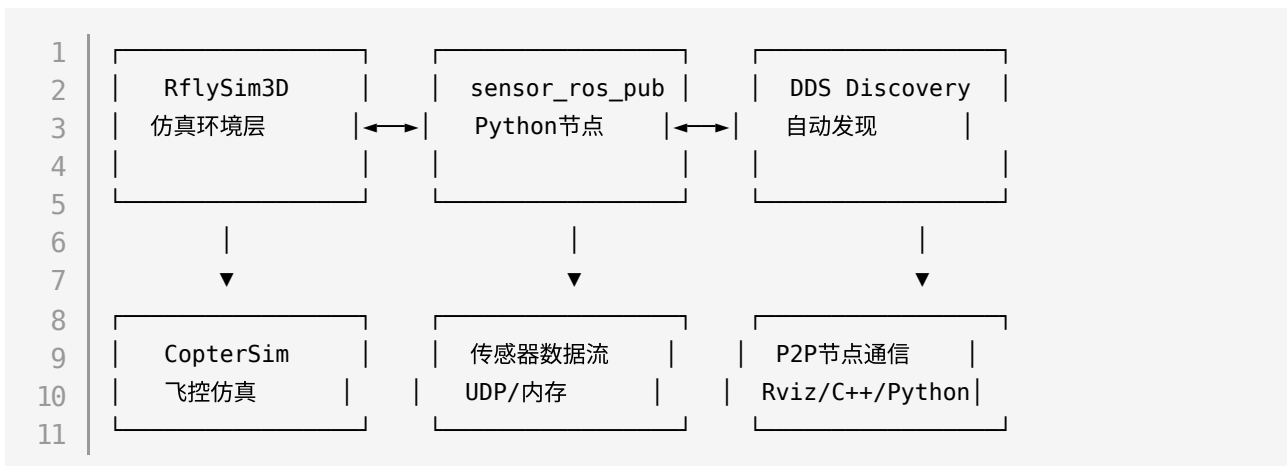 1 ┌──────────────────┐    ┌──────────────────┐    ┌──────────────────┐
2 │   RflySim3D     │    │  sensor_ros_pub │    │  DDS Discovery  │
3 │  仿真环境层      │◄──►│   Python节点    │◄──►│   自动发现      │
4 │                  │    │                  │    │                  │
5 └──────────────────┘    └──────────────────┘    └──────────────────┘
6         │                         │                         │
7         ▼                         ▼                         ▼
8 ┌──────────────────┐    ┌──────────────────┐    ┌──────────────────┐
9 │   CopterSim     │    │  传感器数据流    │    │  P2P节点通信    │
10 │   飞控仿真      │    │   UDP/内存      │    │  Rviz/C++/Python│
11 └──────────────────┘    └──────────────────┘    └──────────────────┘